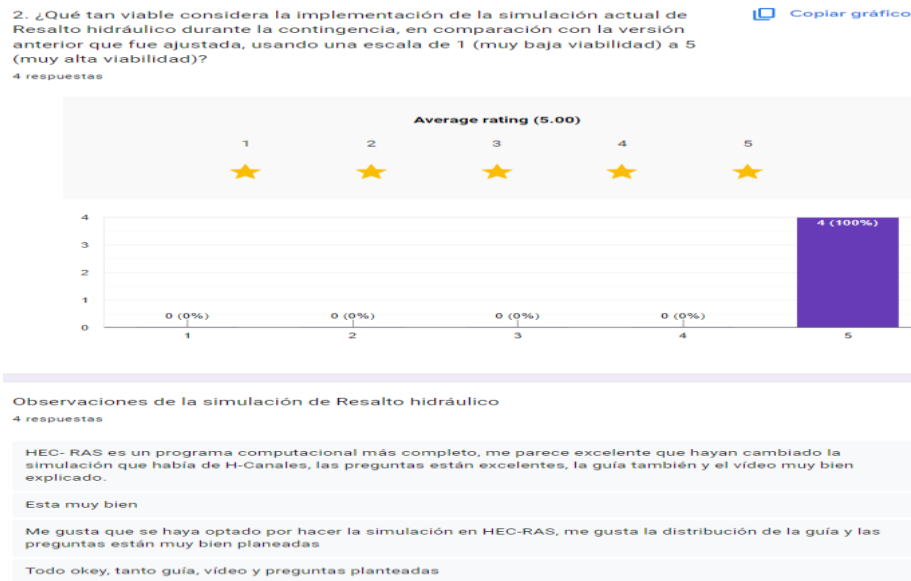 2. ¿Qué tan viable considera la implementación de la simulación actual de
Resalto hidráulico durante la contingencia, en comparación con la versión
anterior que fue ajustada, usando una escala de 1 (muy baja viabilidad) a 5
(muy alta viabilidad)?
Copiar gráfico
4 respuestas
Average rating (5.00)
1 2 3 4 5
4
3
2
1
0
0 (0%) 0 (0%) 0 (0%) 0 (0%) 4 (100%)
1 2 3 4 5
Observaciones de la simulación de Resalto hidráulico
4 respuestas
HEC- RAS es un programa computacional más completo, me parece excelente que hayan cambiado la
simulación que había de H-Canales, las preguntas están excelentes, la guía también y el vídeo muy bien
explicado.
Esta muy bien
Me gusta que se haya optado por hacer la simulación en HEC-RAS, me gusta la distribución de la guía y las
preguntas están muy bien planeadas
Todo okey, tanto guía, vídeo y preguntas planteadas